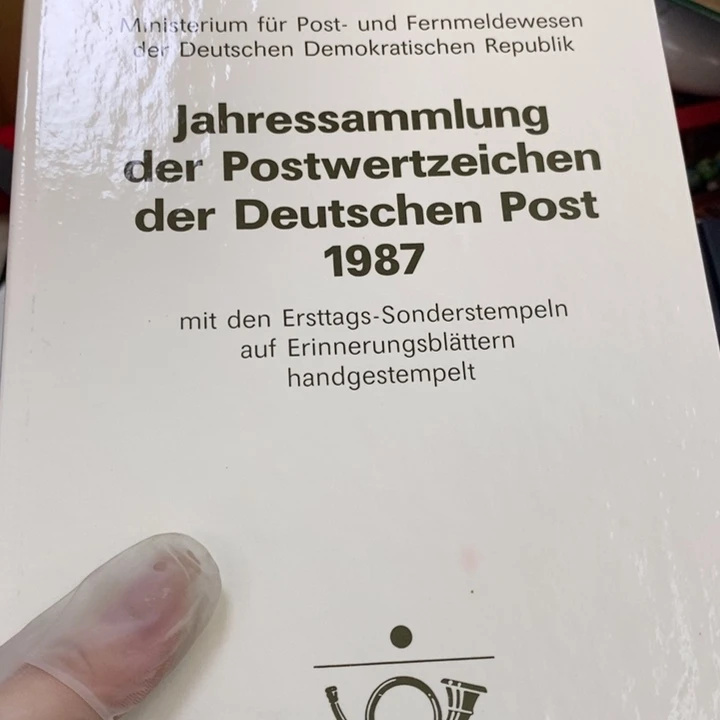 Ministerium für Post- und Fernmeldewesen
der Deutschen Demokratischen Republik
Jahressammlung
der Postwertzeichen
der Deutschen Post
1987
mit den Ersttags-Sonderstempeln
auf Erinnerungsblättern
handgestempelt